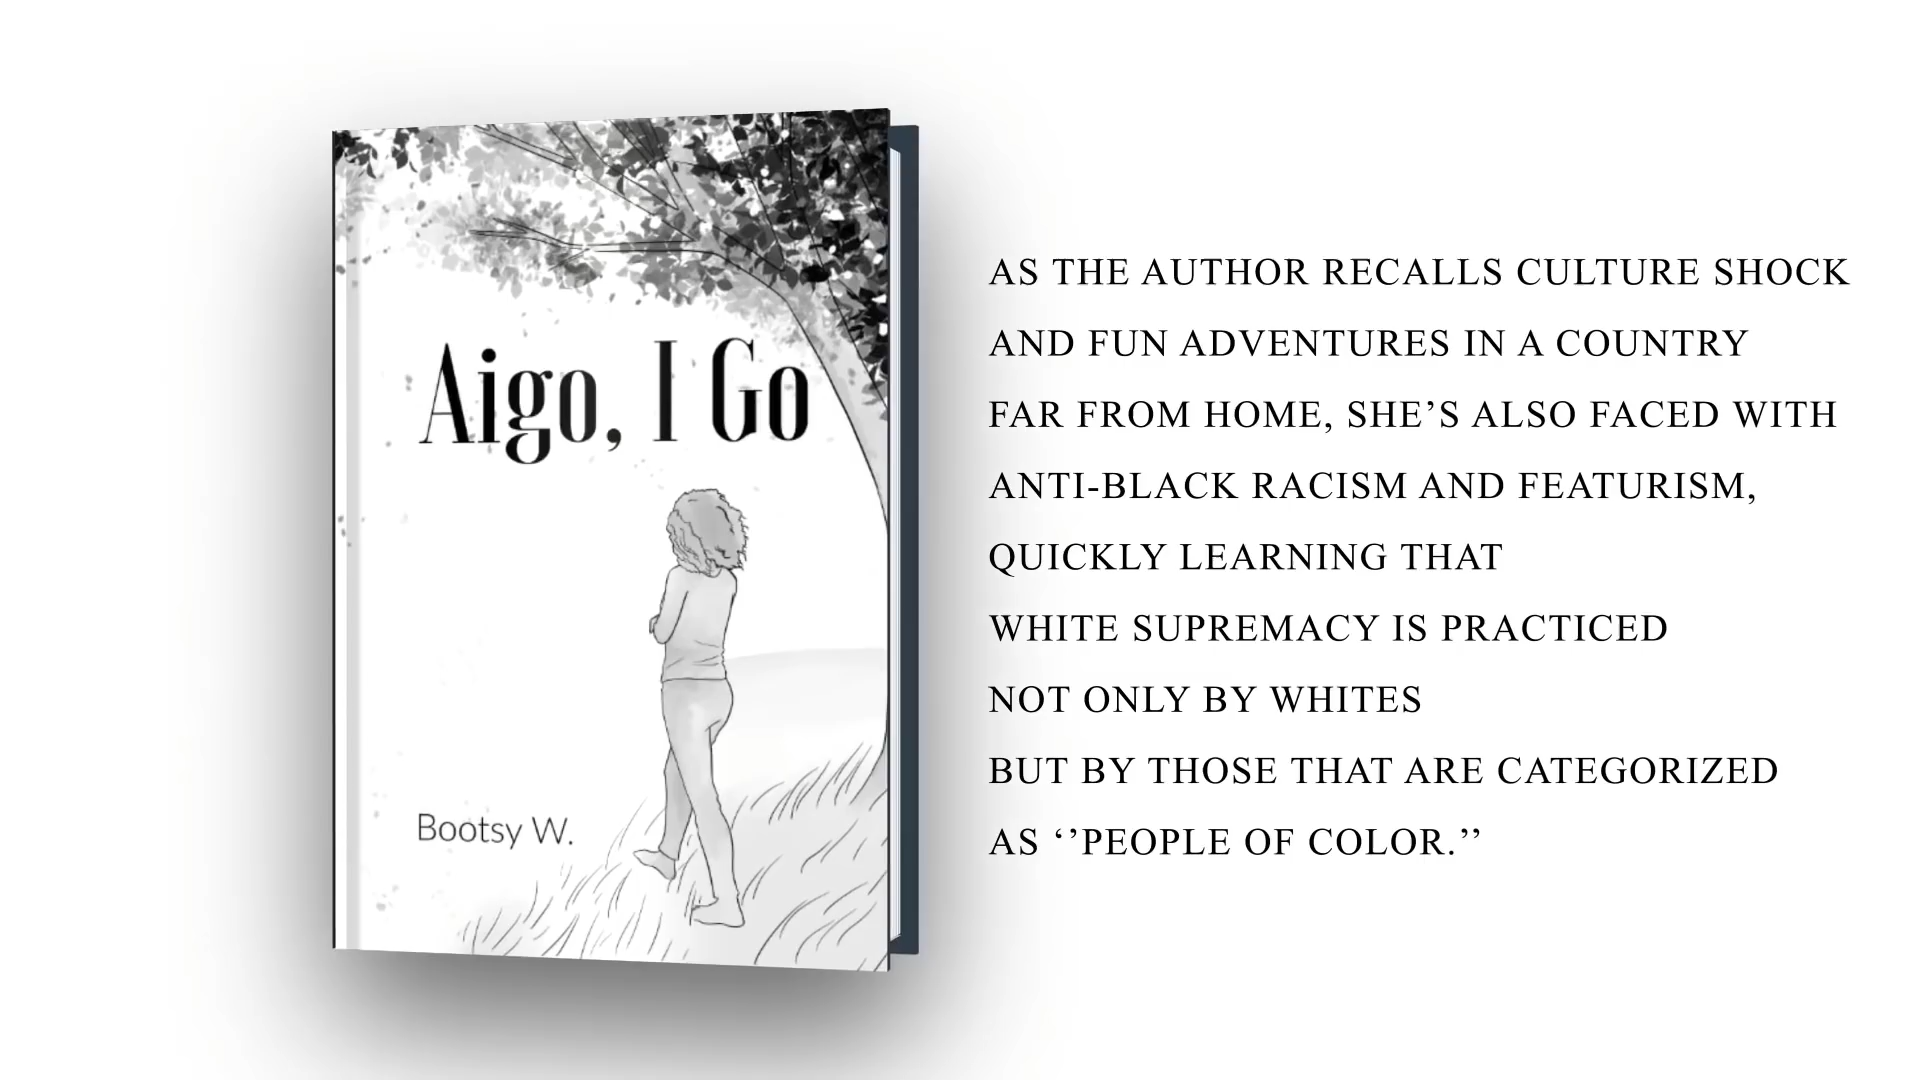 Aigo, I Go
Bootsy W.
AS THE AUTHOR RECALLS CULTURE SHOCK
AND FUN ADVENTURES IN A COUNTRY
FAR FROM HOME, SHE’S ALSO FACED WITH
ANTI-BLACK RACISM AND FEATURISM,
QUICKLY LEARNING THAT
WHITE SUPREMACY IS PRACTICED
NOT ONLY BY WHITES
BUT BY THOSE THAT ARE CATEGORIZED
AS ‘’PEOPLE OF COLOR.’’